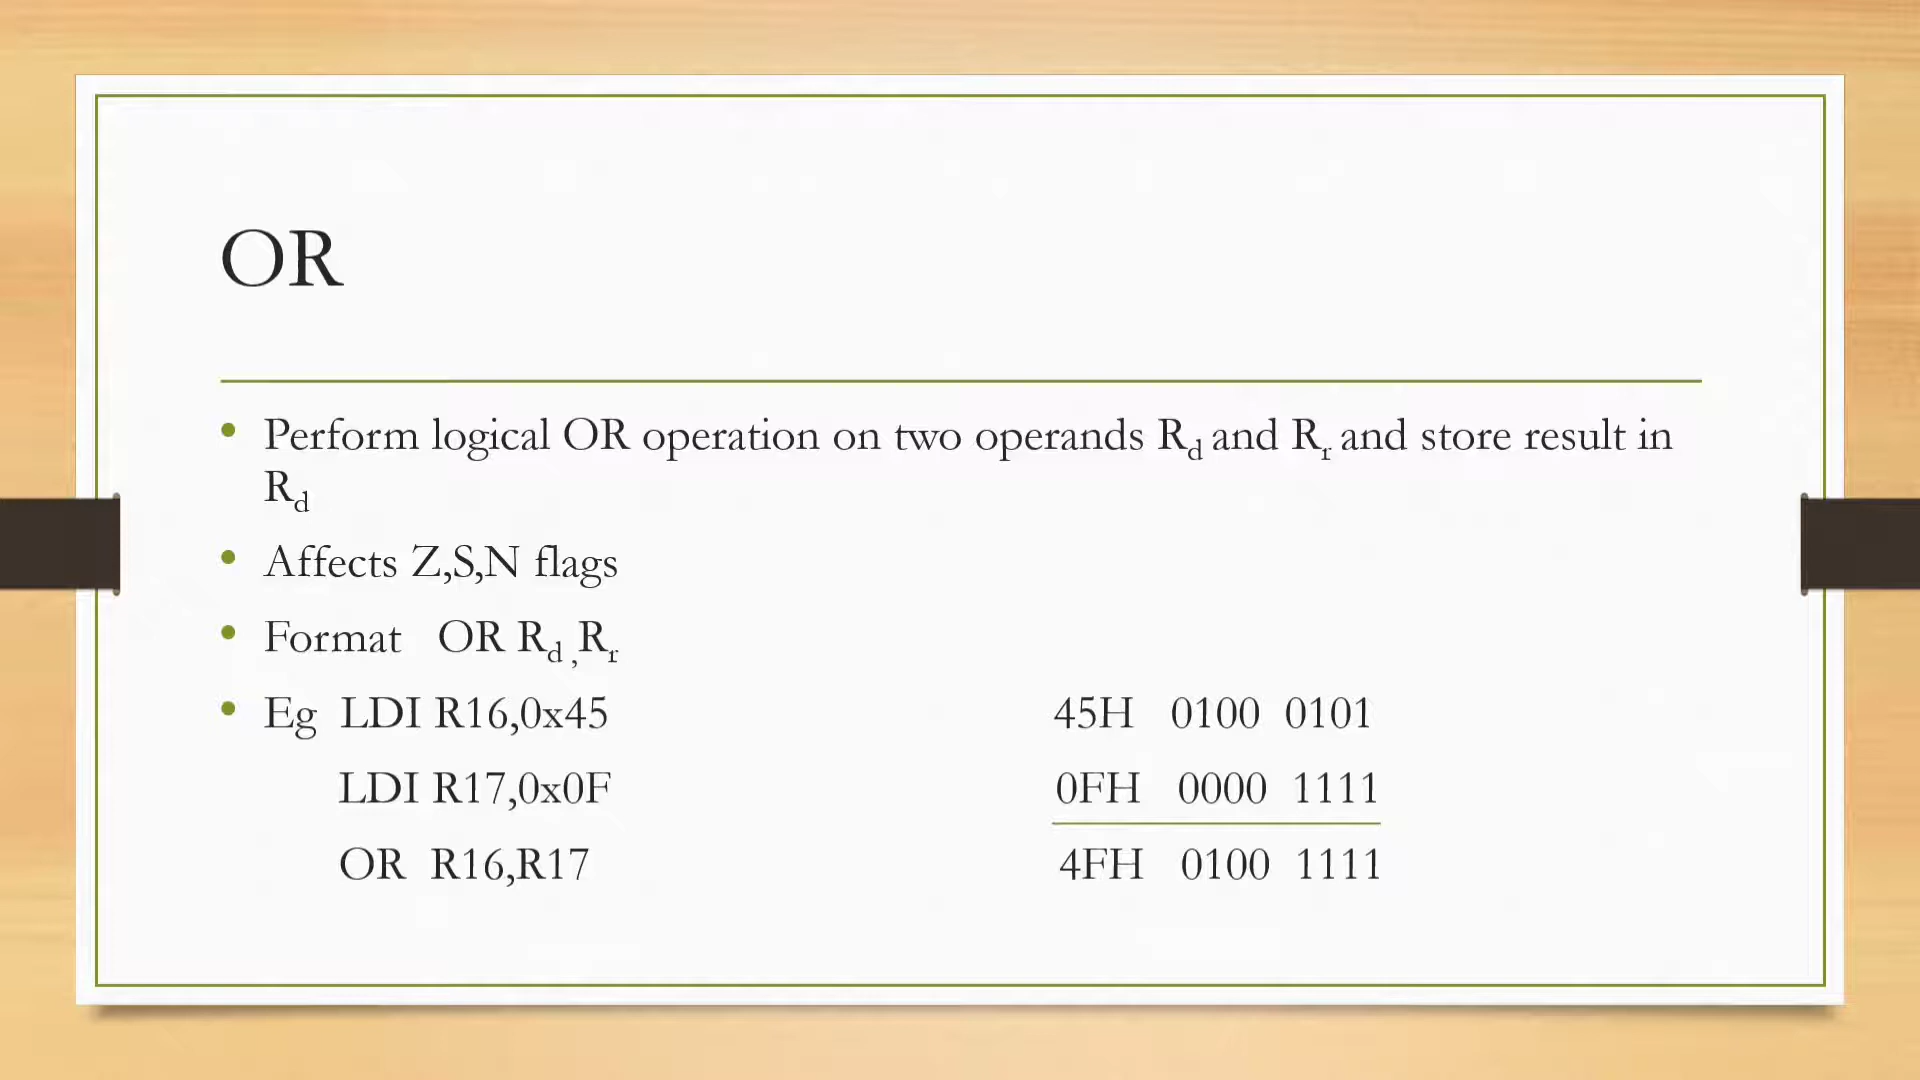 OR
• Perform logical OR operation on two operands Rd and Rr and store result in
Rd
• Affects Z,S,N flags
• Format OR Rd ,Rr
• Eg LDI R16,0x45 45H 0100 0101
LDI R17,0x0F 0FH 0000 1111
OR R16,R17 4FH 0100 1111